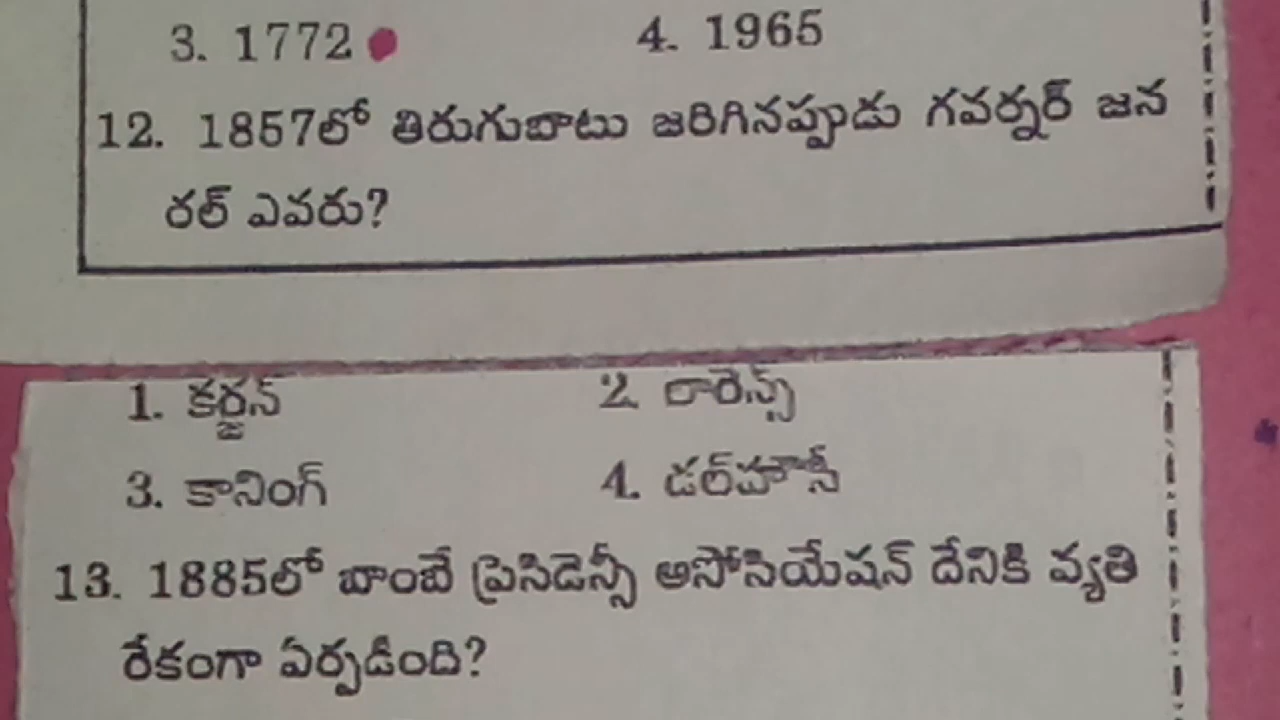 3. 1772 4. 1965
12. 1857లో తిరుగుబాటు జరిగినప్పుడు గవర్నర్ జన
రల్ ఎవరు?
1. కర్జన్ 2. లారెన్స్
3. కానింగ్ 4. డల్‌హౌసీ
13. 1885లో బాంబే ప్రెసిడెన్సీ అసోసియేషన్ దేనికి వ్యతి
రేకంగా ఏర్పడింది?